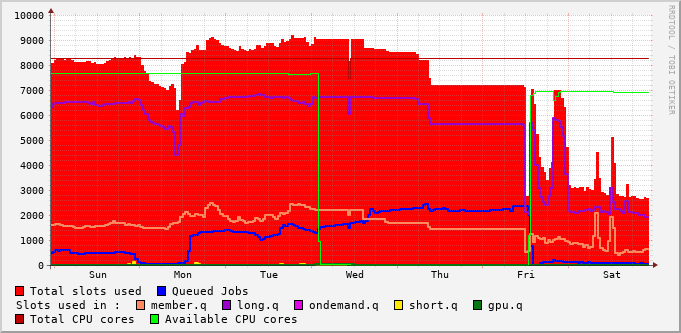 10000
9000
8000
7000
6000
5000
4000
3000
2000
1000
0
Sun Mon Tue Wed Thu Fri Sat
RRDTOOL / TOBI OETIKER
Total slots used Queued Jobs
Slots used in : member.q long.q ondemand.q short.q gpu.q
Total CPU cores Available CPU cores